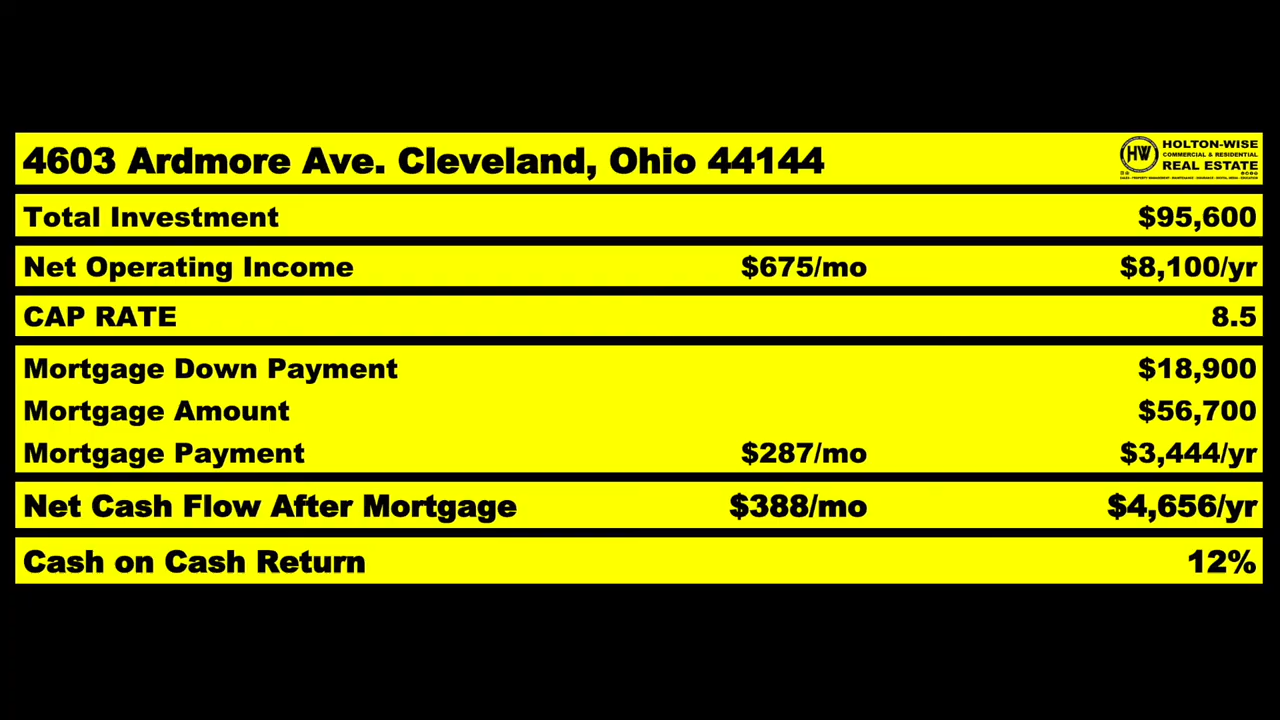 4603 Ardmore Ave. Cleveland, Ohio 44144
HW
HOLTON-WISE
COMMERCIAL & RESIDENTIAL
REAL ESTATE
Total Investment $95,600
Net Operating Income $675/mo $8,100/yr
CAP RATE 8.5
Mortgage Down Payment $18,900
Mortgage Amount $56,700
Mortgage Payment $287/mo $3,444/yr
Net Cash Flow After Mortgage $388/mo $4,656/yr
Cash on Cash Return 12%